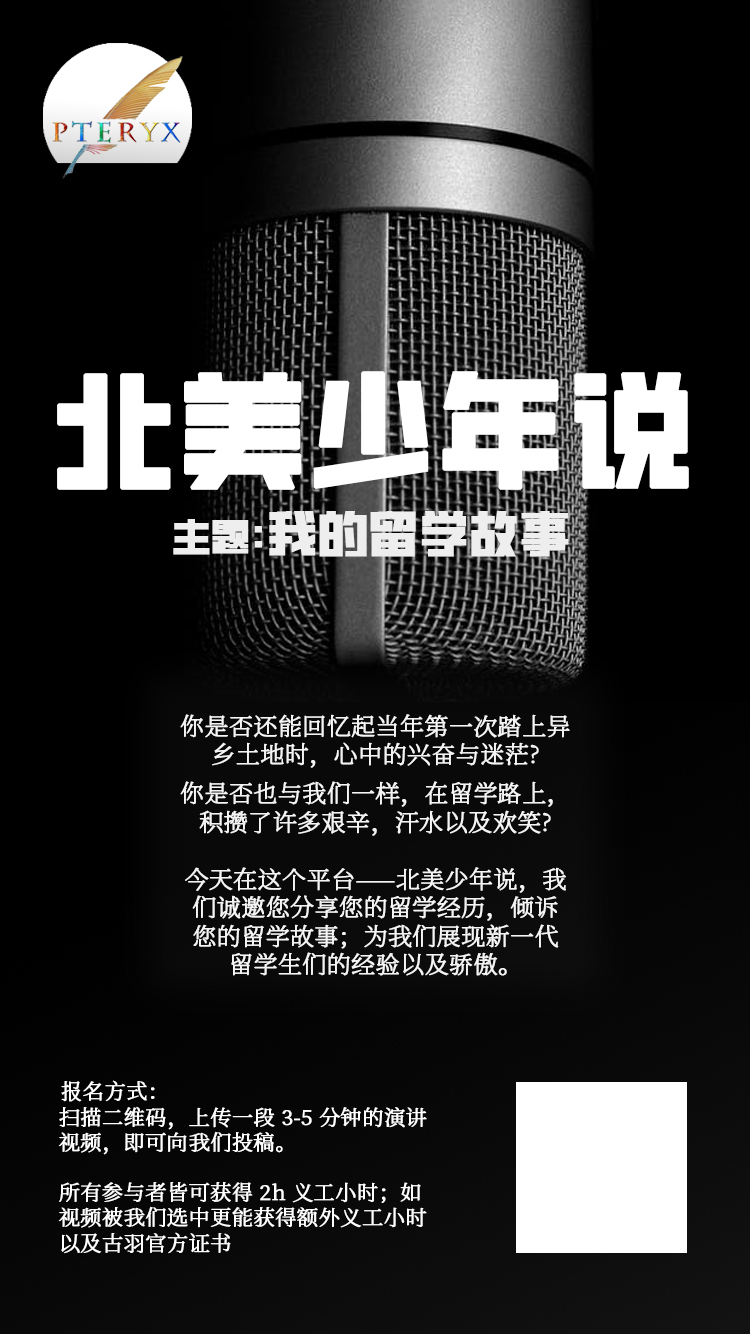 PTERYX
北美少年说
主题:我的留学故事
你是否还能回忆起当年第一次踏上异
乡土地时，心中的兴奋与迷茫?
你是否也与我们一样，在留学路上，
积攒了许多艰辛，汗水以及欢笑?
今天在这个平台——北美少年说，我
们诚邀您分享您的留学经历，倾诉
您的留学故事；为我们展现新一代
留学生们的经验以及骄傲。
报名方式：
扫描二维码，上传一段 3-5 分钟的演讲
视频，即可向我们投稿。
所有参与者皆可获得 2h 义工小时；如
视频被我们选中更能获得额外义工小时
以及古羽官方证书